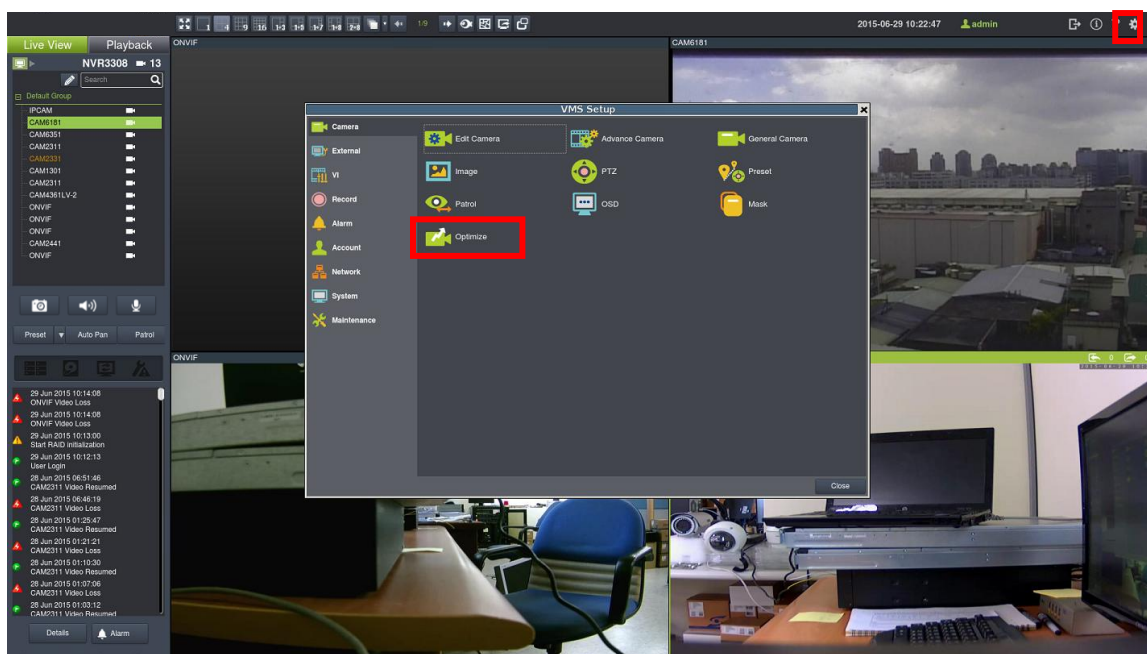 1/9
2015-06-29 10:22:47 admin
Live View Playback
NVR3308 13
Search
Default Group
IPCAM
CAM6181
CAM6351
CAM2311
CAM2331
CAM1301
CAM2311
CAM4361LV-2
ONVIF
ONVIF
ONVIF
CAM2441
ONVIF
Preset Auto Pan Patrol
29 Jun 2015 10:14:08
ONVIF Video Loss
29 Jun 2015 10:14:08
ONVIF Video Loss
29 Jun 2015 10:13:00
Start RAID initialization
29 Jun 2015 10:12:13
User Login
28 Jun 2015 06:51:46
CAM2311 Video Resumed
28 Jun 2015 06:46:19
CAM2311 Video Loss
28 Jun 2015 01:25:47
CAM2311 Video Resumed
28 Jun 2015 01:21:21
CAM2311 Video Loss
28 Jun 2015 01:10:30
CAM2311 Video Resumed
28 Jun 2015 01:07:06
CAM2311 Video Loss
28 Jun 2015 01:03:12
CAM2311 Video Resumed
Details Alarm
ONVIF
CAM6181
ONVIF
0
VMS Setup
Camera
External
VI
Record
Alarm
Account
Network
System
Maintenance
Edit Camera Advance Camera General Camera
Image PTZ Preset
Patrol OSD Mask
Optimize
Close